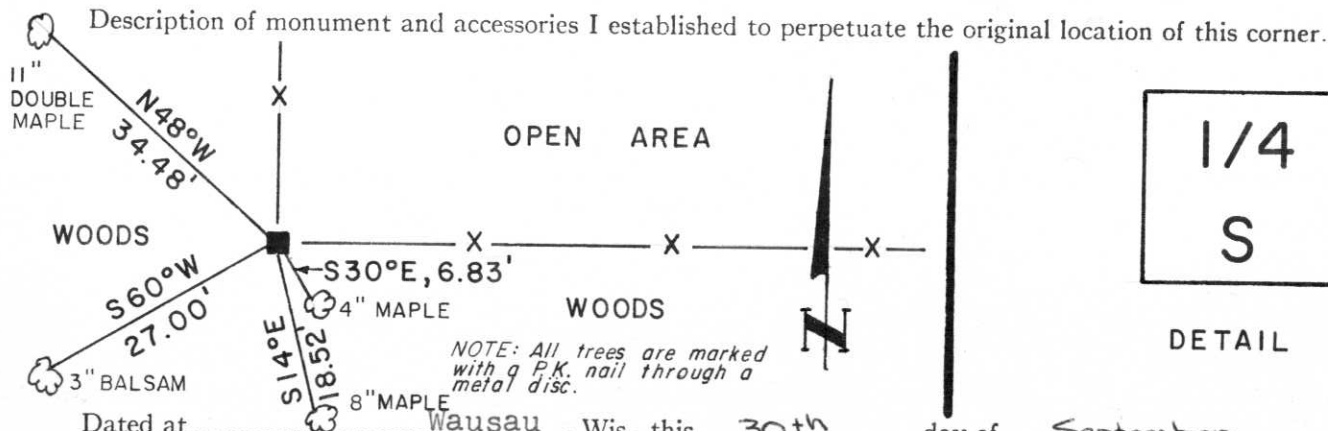 Description of monument and accessories I established to perpetuate the original location of this corner.
11"
DOUBLE
MAPLE
N48°W
34.48'
X
OPEN AREA
1/4
S
DETAIL
WOODS
X X X
S60°W
27.00'
S30°E, 6.83'
4" MAPLE
WOODS
N
3" BALSAM
S14°E
18.52'
8" MAPLE
NOTE: All trees are marked
with a P.K. nail through a
metal disc.
Dated at Wausau, Wis., this 30th day of September